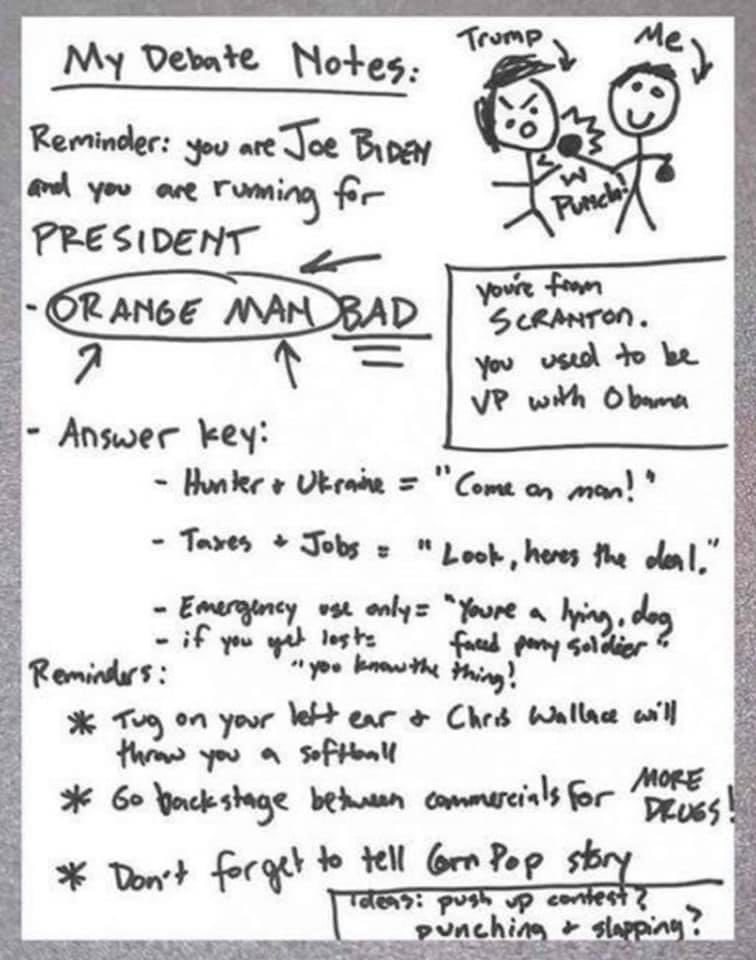 My Debate Notes:
Trump
Me
Punch!
Reminder: you are Joe BIDEN
and you are running for
PRESIDENT
- ORANGE MAN BAD
you're from
SCRANTON.
you used to be
VP with Obama
- Answer key:
- Hunter + Ukraine = "Come on man!"
- Taxes + Jobs = "Look, heres the deal."
- Emergency use only = "You're a lying, dog
faced pony soldier"
- if you get lost =
"you know the thing!
Reminders:
* Tug on your left ear + Chris Wallace will
throw you a softball
* Go backstage between commercials for MORE
DRUGS!
* Don't forget to tell Corn Pop story
ideas: push up contest?
punching + slapping?